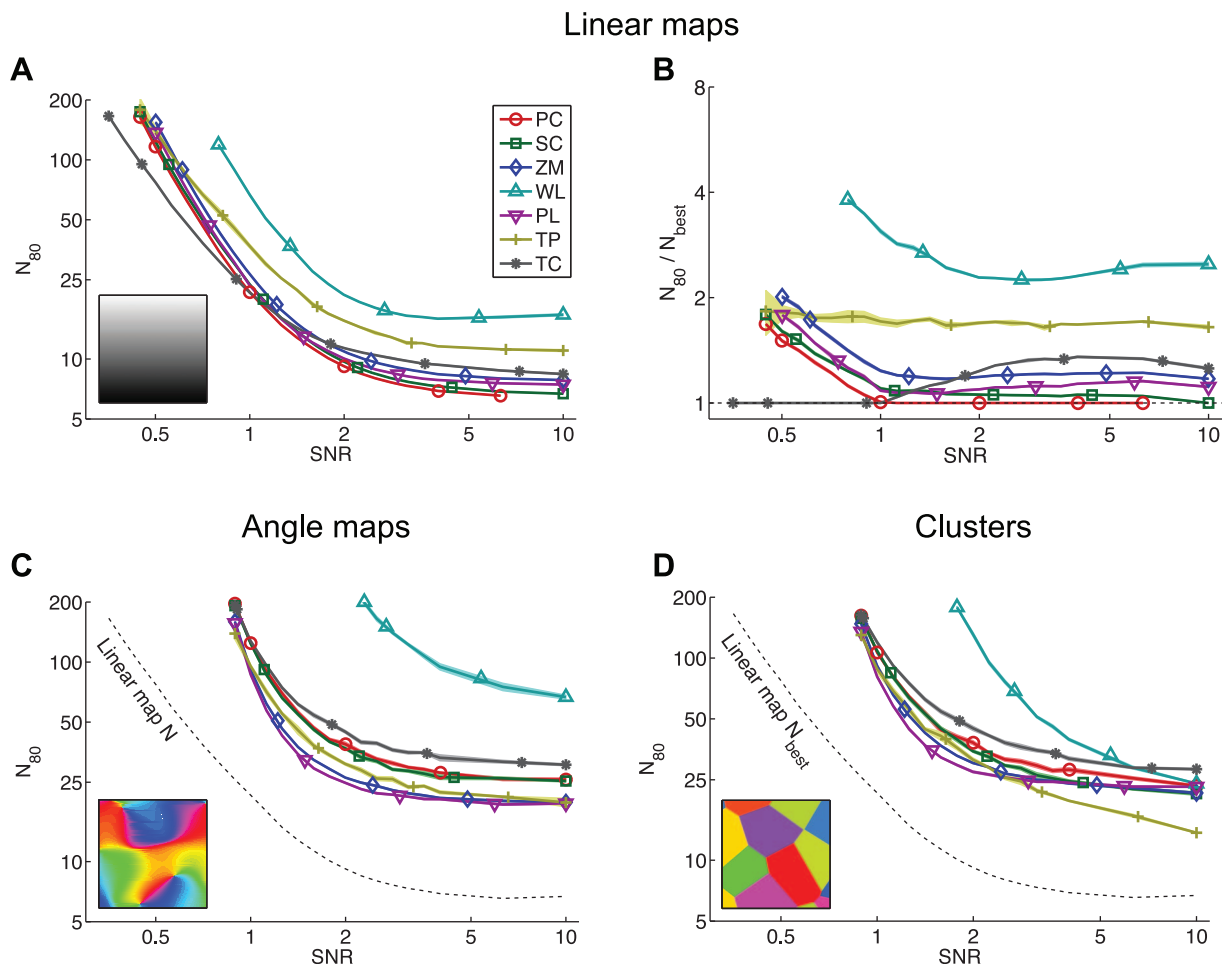 Linear maps
A
B
200
100
50
25
10
5
N80
0.5 1 2 5 10
SNR
PC
SC
ZM
WL
PL
TP
TC
8
4
2
1
N80 / Nbest
0.5 1 2 5 10
SNR
Angle maps
Clusters
C
D
200
100
50
25
10
5
N80
Linear map N
0.5 1 2 5 10
SNR
200
100
50
25
10
5
N80
Linear map Nbest
0.5 1 2 5 10
SNR